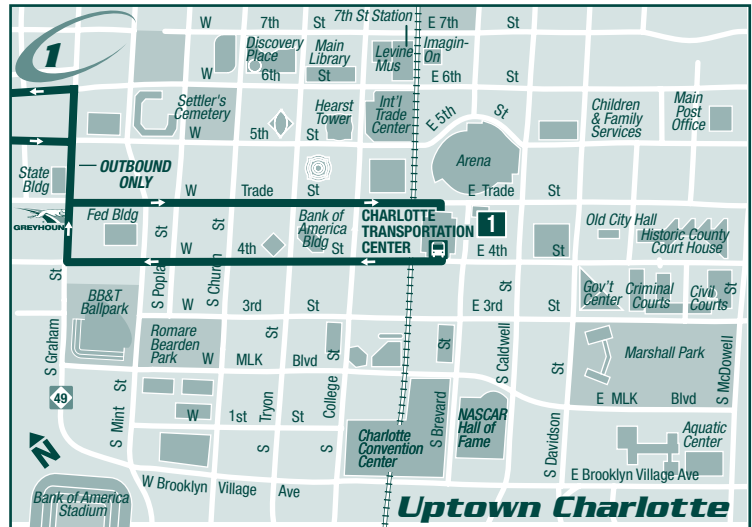 1
W 7th St
7th St Station
E 7th St
Discovery
Place
Main
Library
Levine
Mus
Imagin-
On
W 6th St
E 6th St
Settler's
Cemetery
Hearst
Tower
Int'l
Trade
Center
E 5th St
Children
& Family
Services
Main
Post
Office
W 5th St
Arena
State
Bldg
OUTBOUND
ONLY
W Trade St
E Trade St
GREYHOUN
Fed Bldg
Bank of
America
Bldg
CHARLOTTE
TRANSPORTATION
CENTER
1
Old City Hall
Historic County
Court House
W 4th St
E 4th St
S Popla
St
S Church
St
BB&T
Ballpark
W 3rd St
E 3rd St
Gov't
Center
Criminal
Courts
Civil
Courts
S Graham
St
Romare
Bearden
Park
W MLK Blvd
Marshall Park
E MLK Blvd
49
S Mint
St
W 1st St
S Tryon
St
S College
St
S Brevard
St
S Caldwell
St
S Davidson
St
S McDowell
St
Charlotte
Convention
Center
NASCAR
Hall of
Fame
Aquatic
Center
N
W Brooklyn Village Ave
E Brooklyn Village Ave
Bank of America
Stadium
Uptown Charlotte